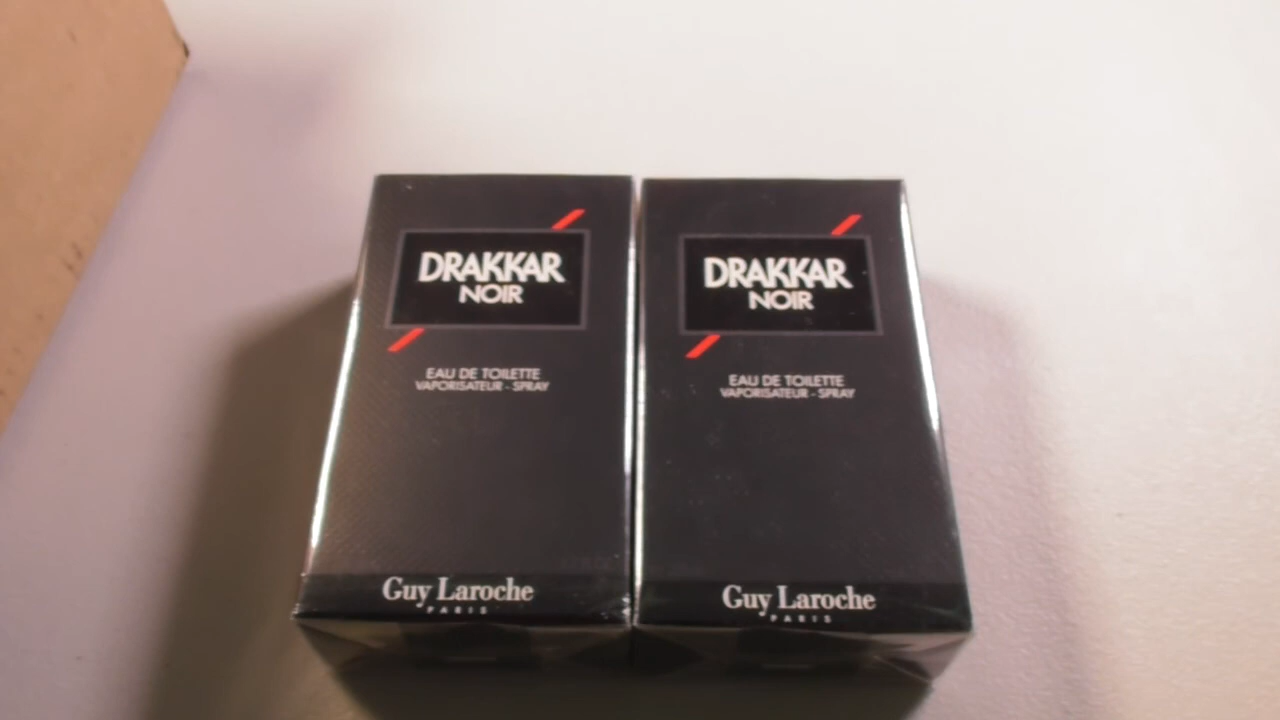 DRAKKAR
NOIR
EAU DE TOILETTE
VAPORISATEUR - SPRAY
Guy Laroche
PARIS
DRAKKAR
NOIR
EAU DE TOILETTE
VAPORISATEUR - SPRAY
Guy Laroche
PARIS